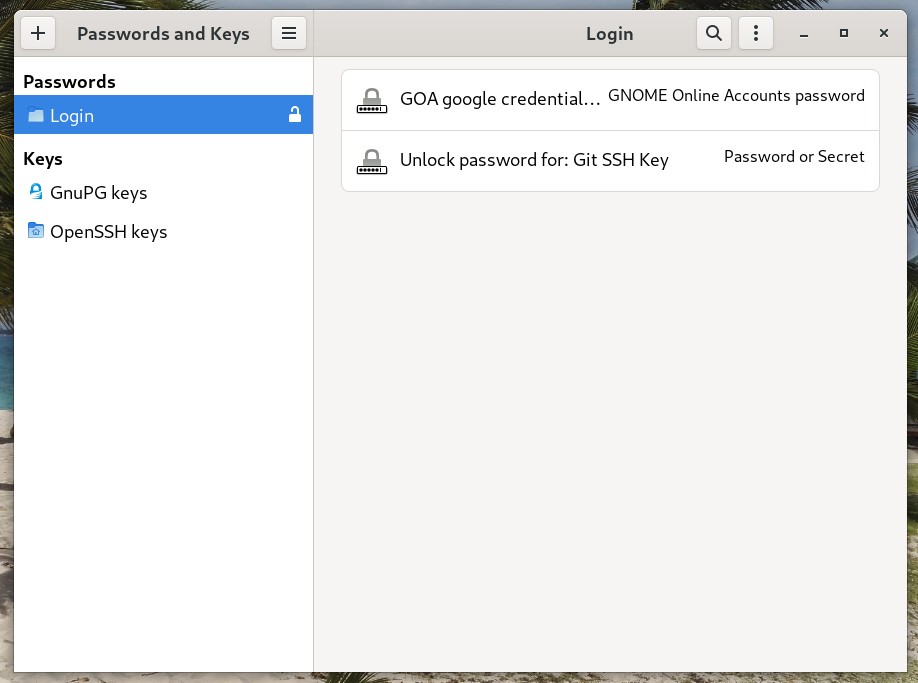 Passwords and Keys
Login
Passwords
Login
Keys
GnuPG keys
OpenSSH keys
GOA google credential... GNOME Online Accounts password
Unlock password for: Git SSH Key Password or Secret